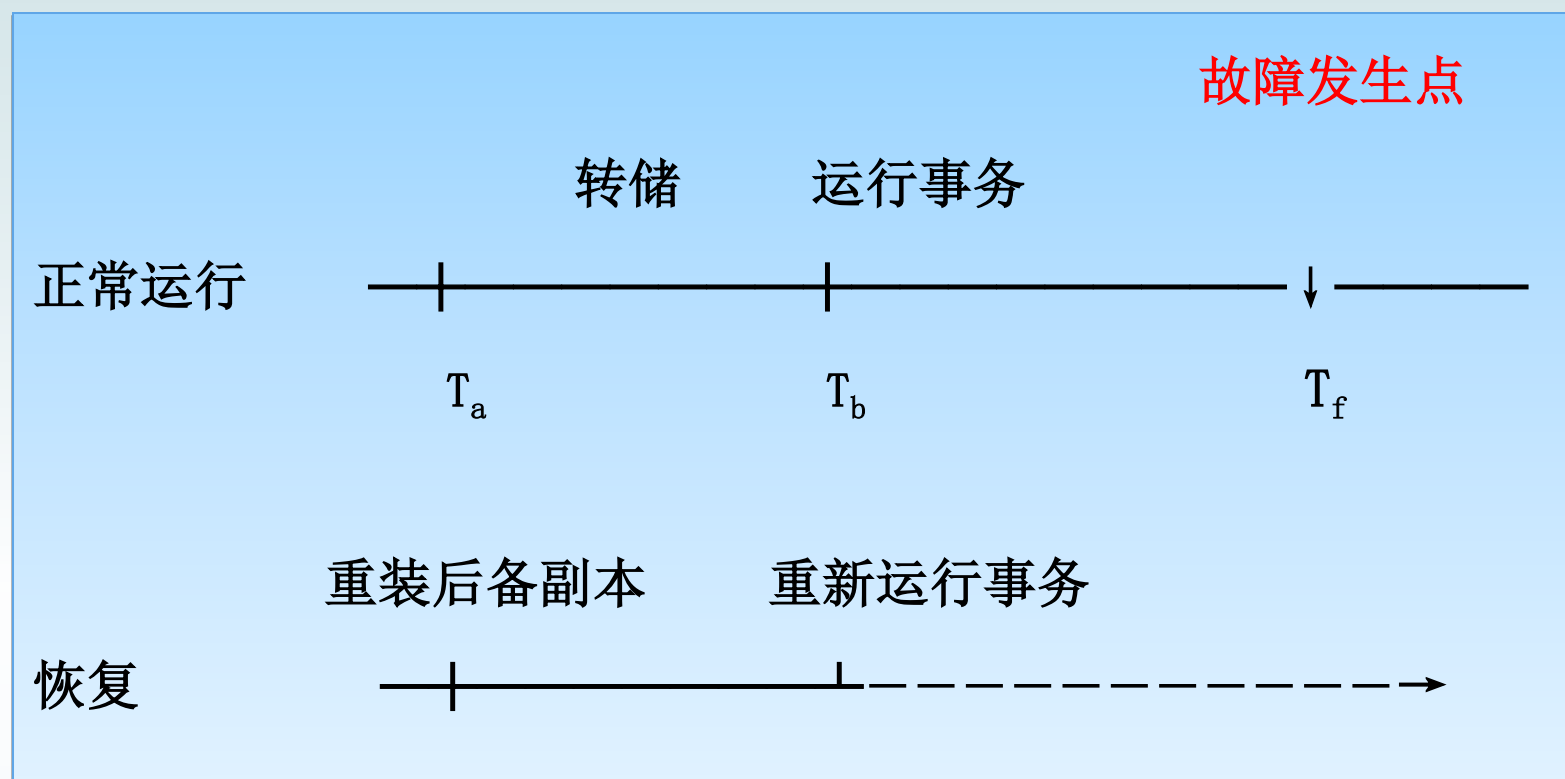 故障发生点
转储 运行事务
正常运行
Ta Tb Tf
重装后备副本 重新运行事务
恢复